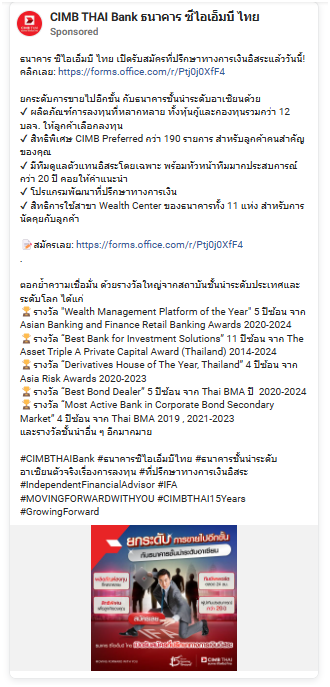 CIMB THAI Bank ธนาคาร ซีไอเอ็มบี ไทย
Sponsored
ธนาคาร ซีไอเอ็มบี ไทย เปิดรับสมัครที่ปรึกษาทางการเงินอิสระแล้ววันนี้!
คลิกเลย: https://forms.office.com/r/Ptj0j0XfF4
ยกระดับการขายไปอีกขั้น กับธนาคารชั้นนำระดับอาเซียนด้วย
✓ ผลิตภัณฑ์การลงทุนที่หลากหลาย ทั้งหุ้นกู้และกองทุนรวมกว่า 12
บลจ. ให้ลูกค้าเลือกลงทุน
✓ สิทธิพิเศษ CIMB Preferred กว่า 190 รายการ สำหรับลูกค้าคนสำคัญ
ของคุณ
✓ มีทีมดูแลตัวแทนอิสระโดยเฉพาะ พร้อมหัวหน้าทีมมากประสบการณ์
กว่า 20 ปี คอยให้คำแนะนำ
✓ โปรแกรมพัฒนาที่ปรึกษาทางการเงิน
✓ สิทธิการใช้สาขา Wealth Center ของธนาคารทั้ง 11 แห่ง สำหรับการ
นัดคุยกับลูกค้า
📝สมัครเลย: https://forms.office.com/r/Ptj0j0XfF4
.
ตอกย้ำความเชื่อมั่น ด้วยรางวัลใหญ่จากสถาบันชั้นนำระดับประเทศและ
ระดับโลก ได้แก่
🏆รางวัล "Wealth Management Platform of the Year" 5 ปีซ้อน จาก
Asian Banking and Finance Retail Banking Awards 2020-2024
🏆รางวัล “Best Bank for Investment Solutions” 11 ปีซ้อน จาก The
Asset Triple A Private Capital Award (Thailand) 2014-2024
🏆รางวัล “Derivatives House of The Year, Thailand” 4 ปีซ้อน จาก
Asia Risk Awards 2020-2023
🏆รางวัล “Best Bond Dealer” 5 ปีซ้อน จาก Thai BMA ปี 2020-2024
🏆รางวัล “Most Active Bank in Corporate Bond Secondary
Market” 4 ปีซ้อน จาก Thai BMA 2019 , 2021-2023
และรางวัลชั้นนำอื่น ๆ อีกมากมาย
#CIMBTHAIBank #ธนาคารซีไอเอ็มบีไทย #ธนาคารชั้นนำระดับ
อาเซียนตัวจริงเรื่องการลงทุน #ที่ปรึกษาทางการเงินอิสระ
#IndependentFinancialAdvisor #IFA
#MOVINGFORWARDWITHYOU #CIMBTHAI15Years
#GrowingForward
ยกระดับ การขายไปอีกขั้น
กับธนาคารชั้นนำระดับอาเซียน
สมัครเลย
CIMB THAI